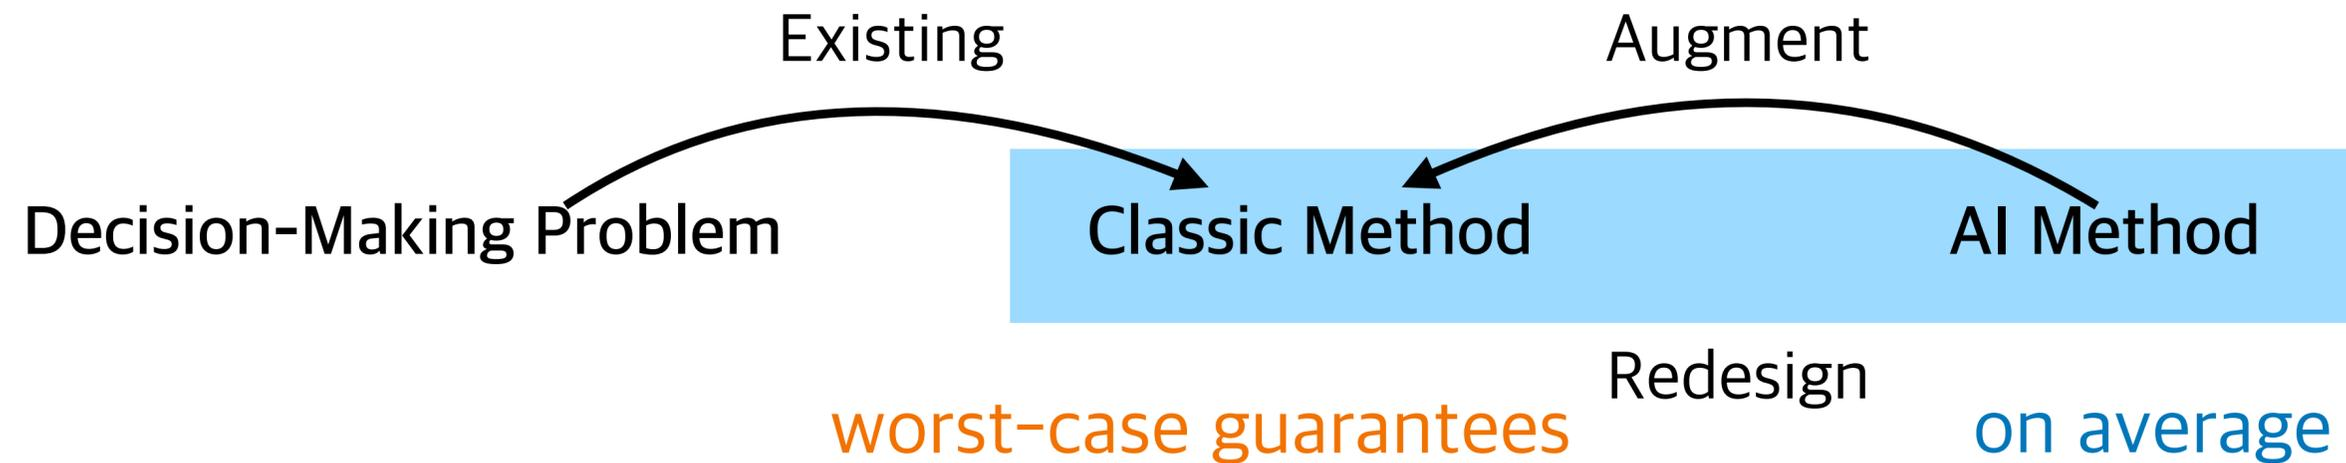 Existing
Augment
Decision-Making Problem
Classic Method
AI Method
Redesign
worst-case guarantees
on average